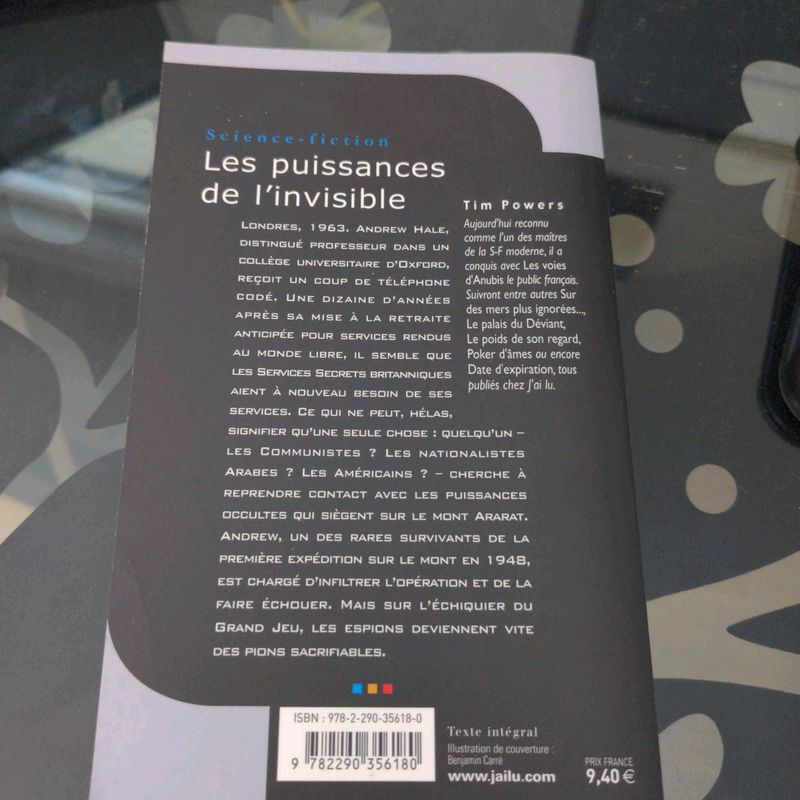 Science-fiction
Les puissances
de l'invisible
LONDRES, 1963. ANDREW HALE,
DISTINGUÉ PROFESSEUR DANS UN
COLLÈGE UNIVERSITAIRE D'OXFORD,
REÇOIT UN COUP DE TÉLÉPHONE
CODÉ. UNE DIZAINE D'ANNÉES
APRÈS SA MISE À LA RETRAITE
ANTICIPÉE POUR SERVICES RENDUS
AU MONDE LIBRE, IL SEMBLE QUE
LES SERVICES SECRETS BRITANNIQUES
AIENT À NOUVEAU BESOIN DE SES
SERVICES. CE QUI NE PEUT, HÉLAS,
SIGNIFIER QU'UNE SEULE CHOSE : QUELQU'UN –
LES COMMUNISTES ? LES NATIONALISTES
ARABES ? LES AMÉRICAINS ? – CHERCHE À
REPRENDRE CONTACT AVEC LES PUISSANCES
OCCULTES QUI SIÈGENT SUR LE MONT ARARAT.
ANDREW, UN DES RARES SURVIVANTS DE LA
PREMIÈRE EXPÉDITION SUR LE MONT EN 1948,
EST CHARGÉ D'INFILTRER L'OPÉRATION ET DE LA
FAIRE ÉCHOUER. MAIS SUR L'ÉCHIQUIER DU
GRAND JEU, LES ESPIONS DEVIENNENT VITE
DES PIONS SACRIFIABLES.
Tim Powers
Aujourd'hui reconnu
comme l'un des maîtres
de la S-F moderne, il a
conquis avec Les voies
d'Anubis le public français.
Suivront entre autres Sur
des mers plus ignorées...,
Le palais du Déviant,
Le poids de son regard,
Poker d'âmes ou encore
Date d'expiration, tous
publiés chez J'ai lu.
ISBN : 978-2-290-35618-0
9 782290 356180
Texte intégral
Illustration de couverture :
Benjamin Carré
www.jailu.com
PRIX FRANCE
9,40 €